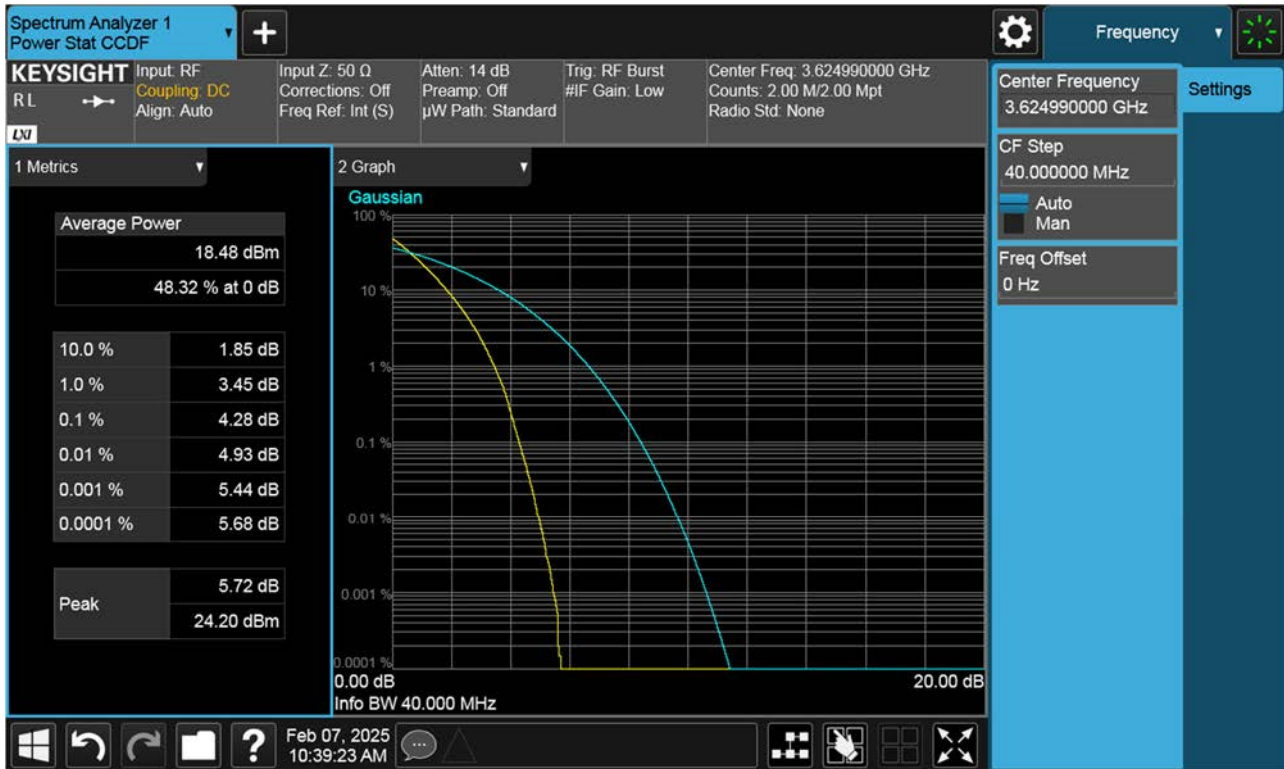 Spectrum Analyzer 1
Power Stat CCDF
Frequency
KEYSIGHT
RL
LXI
Input: RF
Coupling: DC
Align: Auto
Input Z: 50 Ω
Corrections: Off
Freq Ref: Int (S)
Atten: 14 dB
Preamp: Off
µW Path: Standard
Trig: RF Burst
#IF Gain: Low
Center Freq: 3.624990000 GHz
Counts: 2.00 M/2.00 Mpt
Radio Std: None
Center Frequency
3.624990000 GHz
Settings
CF Step
40.000000 MHz
Auto
Man
Freq Offset
0 Hz
1 Metrics
Average Power
18.48 dBm
48.32 % at 0 dB
10.0 % 1.85 dB
1.0 % 3.45 dB
0.1 % 4.28 dB
0.01 % 4.93 dB
0.001 % 5.44 dB
0.0001 % 5.68 dB
Peak
5.72 dB
24.20 dBm
2 Graph
Gaussian
100 %
10 %
1 %
0.1 %
0.01 %
0.001 %
0.0001 %
0.00 dB 20.00 dB
Info BW 40.000 MHz
?
Feb 07, 2025
10:39:23 AM